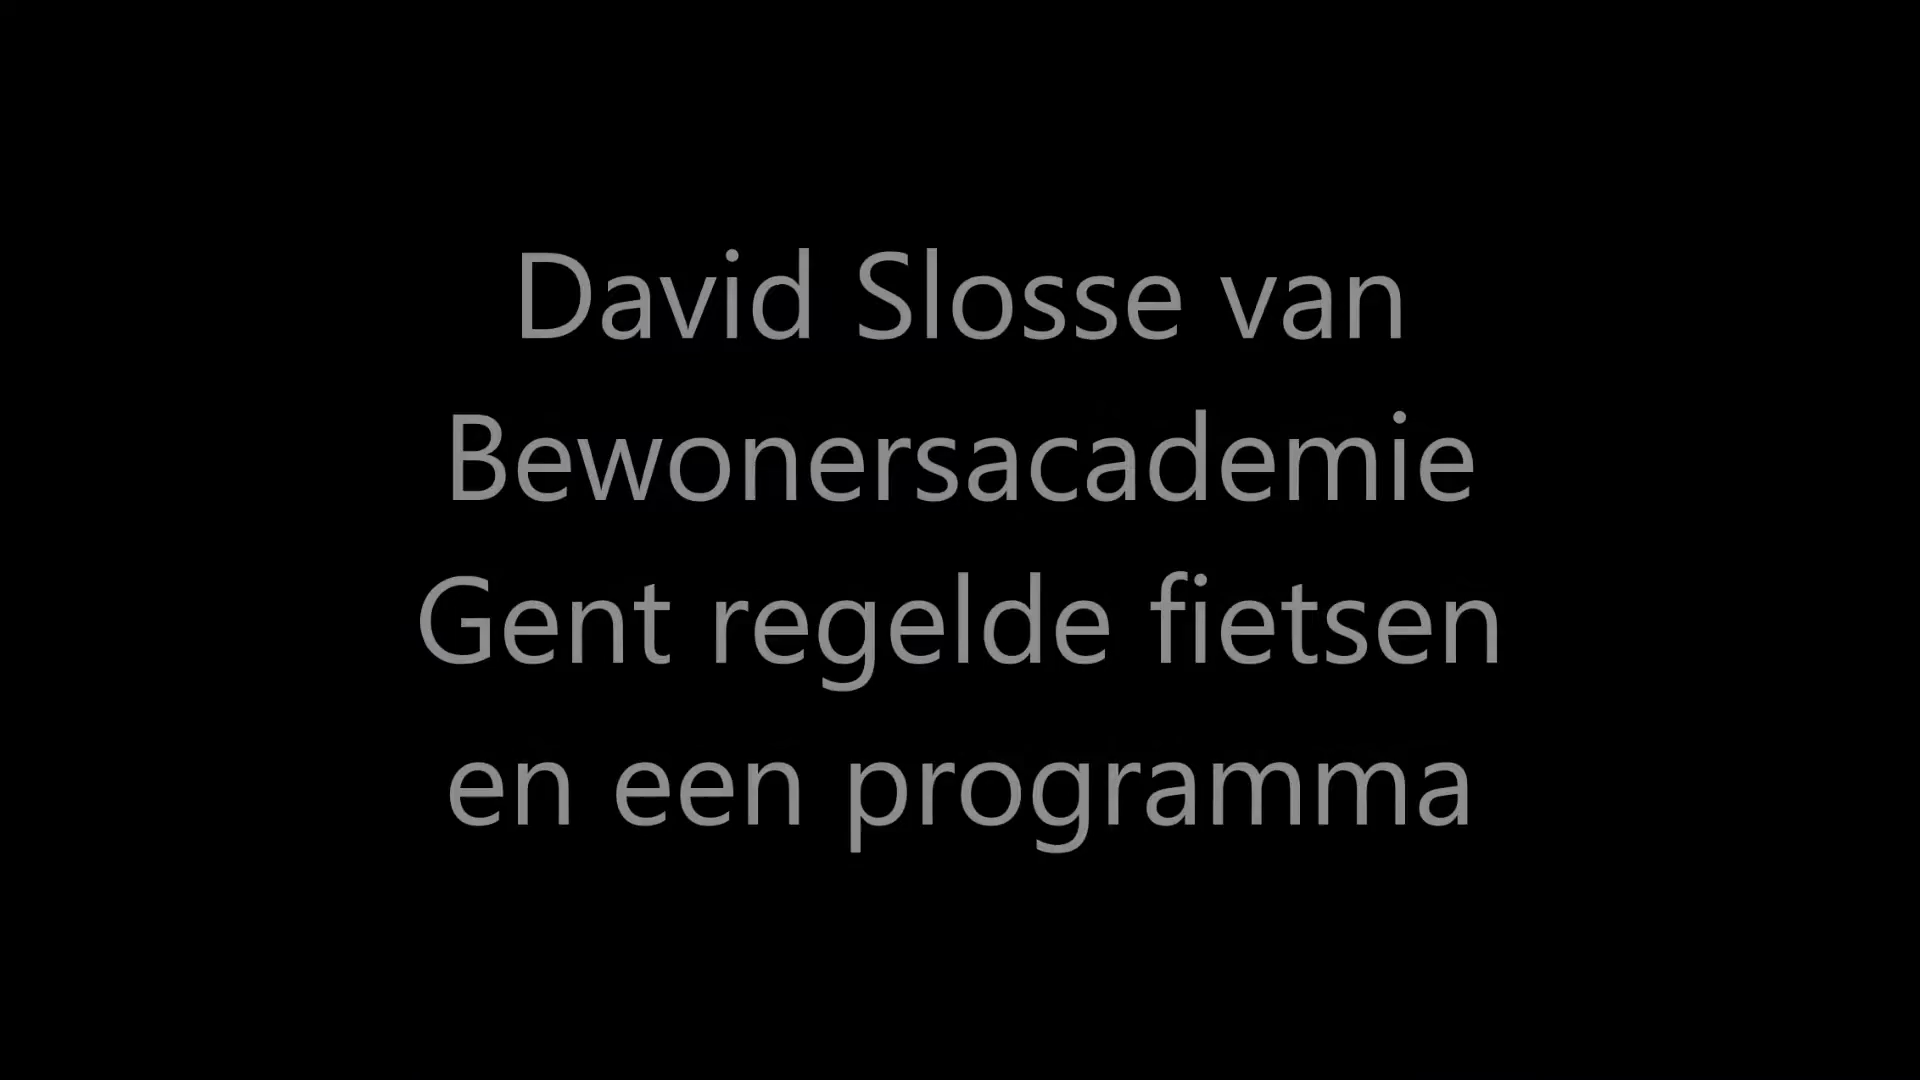 David Slosse van
Bewonersacademie
Gent regelde fietsen
en een programma